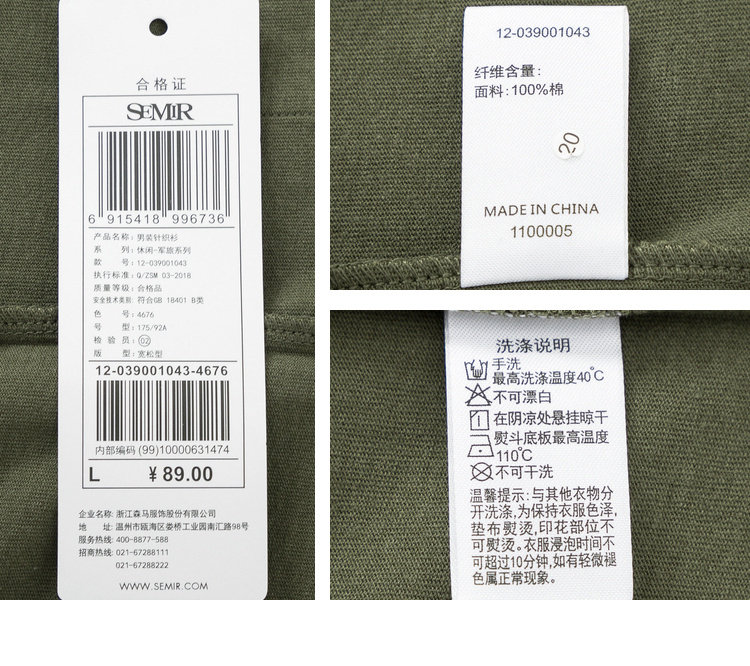 合格证
SEMIR
6 915418 996736
产品名称: 男装针织衫
系 列: 休闲-军旅系列
款 号: 12-039001043
执行标准: Q/ZSM 03-2018
质量等级: 合格品
安全技术类别: 符合GB 18401 B类
色 号: 4676
号 型: 175/92A
检 验 员: 02
版 型: 宽松型
12-039001043-4676
内部编码 (99)10000631474
L ￥89.00
企业名称: 浙江森马服饰股份有限公司
地 址: 温州市瓯海区娄桥工业园南汇路98号
服务热线: 400-8877-588
招商热线: 021-67288111
021-67288222
WWW.SEMIR.COM
12-039001043
纤维含量:
面料: 100%棉
20
MADE IN CHINA
1100005
洗涤说明
手洗
最高洗涤温度40℃
不可漂白
在阴凉处悬挂晾干
熨斗底板最高温度
110℃
不可干洗
温馨提示: 与其他衣物分
开洗涤,为保持衣服色泽,
垫布熨烫,印花部位不
可熨烫。衣服浸泡时间不
可超过10分钟,如有轻微褪
色属正常现象。